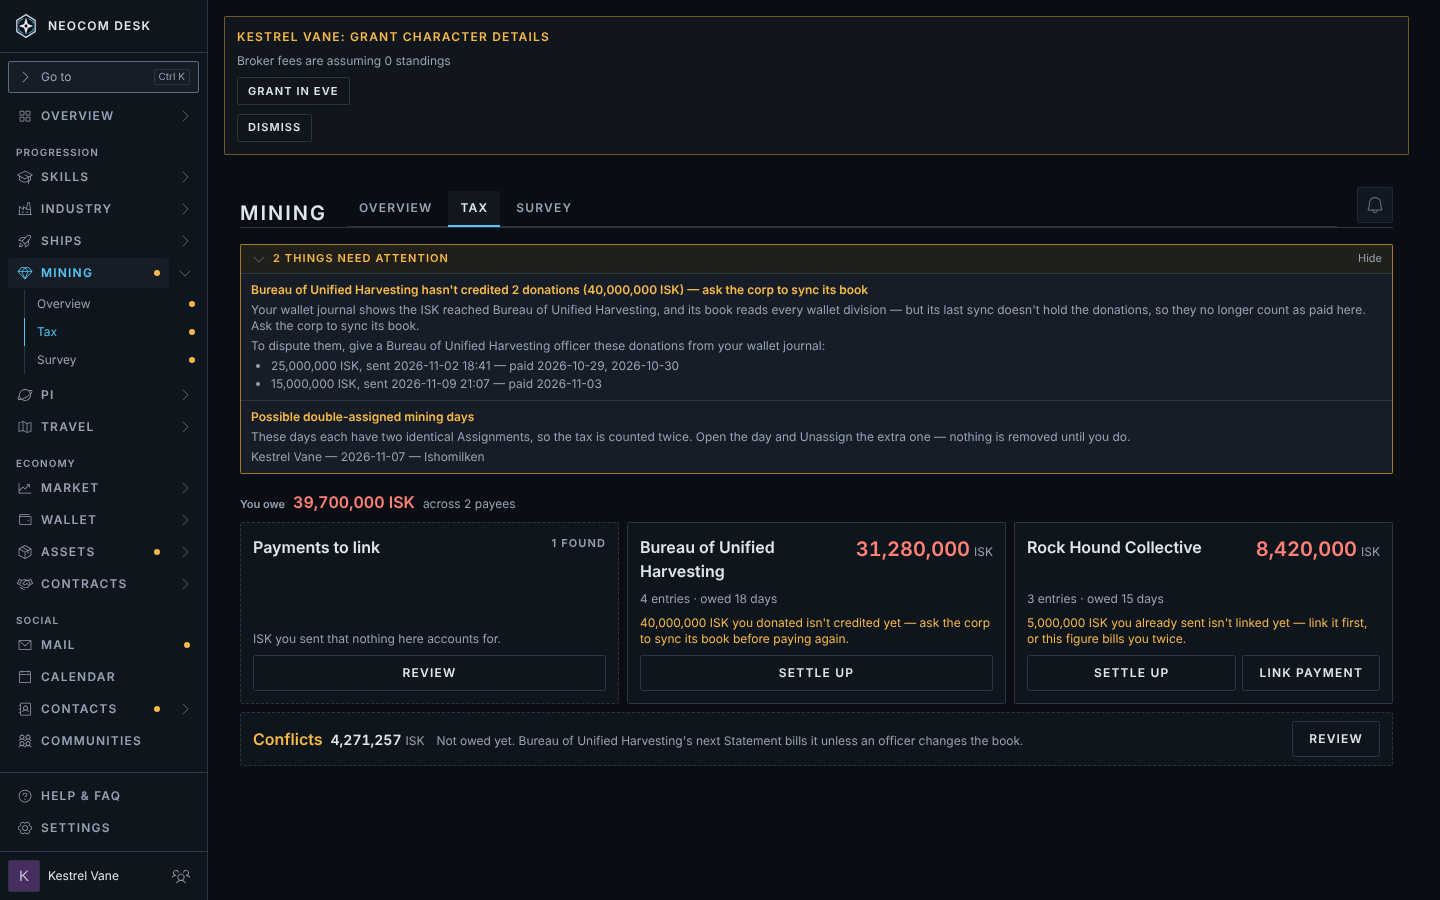 NEOCOM DESK
Go to
Ctrl K
OVERVIEW
PROGRESSION
SKILLS
INDUSTRY
SHIPS
MINING
Overview
Tax
Survey
PI
TRAVEL
ECONOMY
MARKET
WALLET
ASSETS
CONTRACTS
SOCIAL
MAIL
CALENDAR
CONTACTS
COMMUNITIES
HELP & FAQ
SETTINGS
K
Kestrel Vane
KESTREL VANE: GRANT CHARACTER DETAILS
Broker fees are assuming 0 standings
GRANT IN EVE
DISMISS
MINING
OVERVIEW
TAX
SURVEY
2 THINGS NEED ATTENTION
Hide
Bureau of Unified Harvesting hasn't credited 2 donations (40,000,000 ISK) — ask the corp to sync its book
Your wallet journal shows the ISK reached Bureau of Unified Harvesting, and its book reads every wallet division — but its last sync doesn't hold the donations, so they no longer count as paid here.
Ask the corp to sync its book.
To dispute them, give a Bureau of Unified Harvesting officer these donations from your wallet journal:
• 25,000,000 ISK, sent 2026-11-02 18:41 — paid 2026-10-29, 2026-10-30
• 15,000,000 ISK, sent 2026-11-09 21:07 — paid 2026-11-03
Possible double-assigned mining days
These days each have two identical Assignments, so the tax is counted twice. Open the day and Unassign the extra one — nothing is removed until you do.
Kestrel Vane — 2026-11-07 — Ishomilken
You owe 39,700,000 ISK across 2 payees
Payments to link
1 FOUND
ISK you sent that nothing here accounts for.
REVIEW
Bureau of Unified
Harvesting
31,280,000 ISK
4 entries · owed 18 days
40,000,000 ISK you donated isn't credited yet — ask the corp
to sync its book before paying again.
SETTLE UP
Rock Hound Collective
8,420,000 ISK
3 entries · owed 15 days
5,000,000 ISK you already sent isn't linked yet — link it first,
or this figure bills you twice.
SETTLE UP
LINK PAYMENT
Conflicts 4,271,257 ISK Not owed yet. Bureau of Unified Harvesting's next Statement bills it unless an officer changes the book.
REVIEW